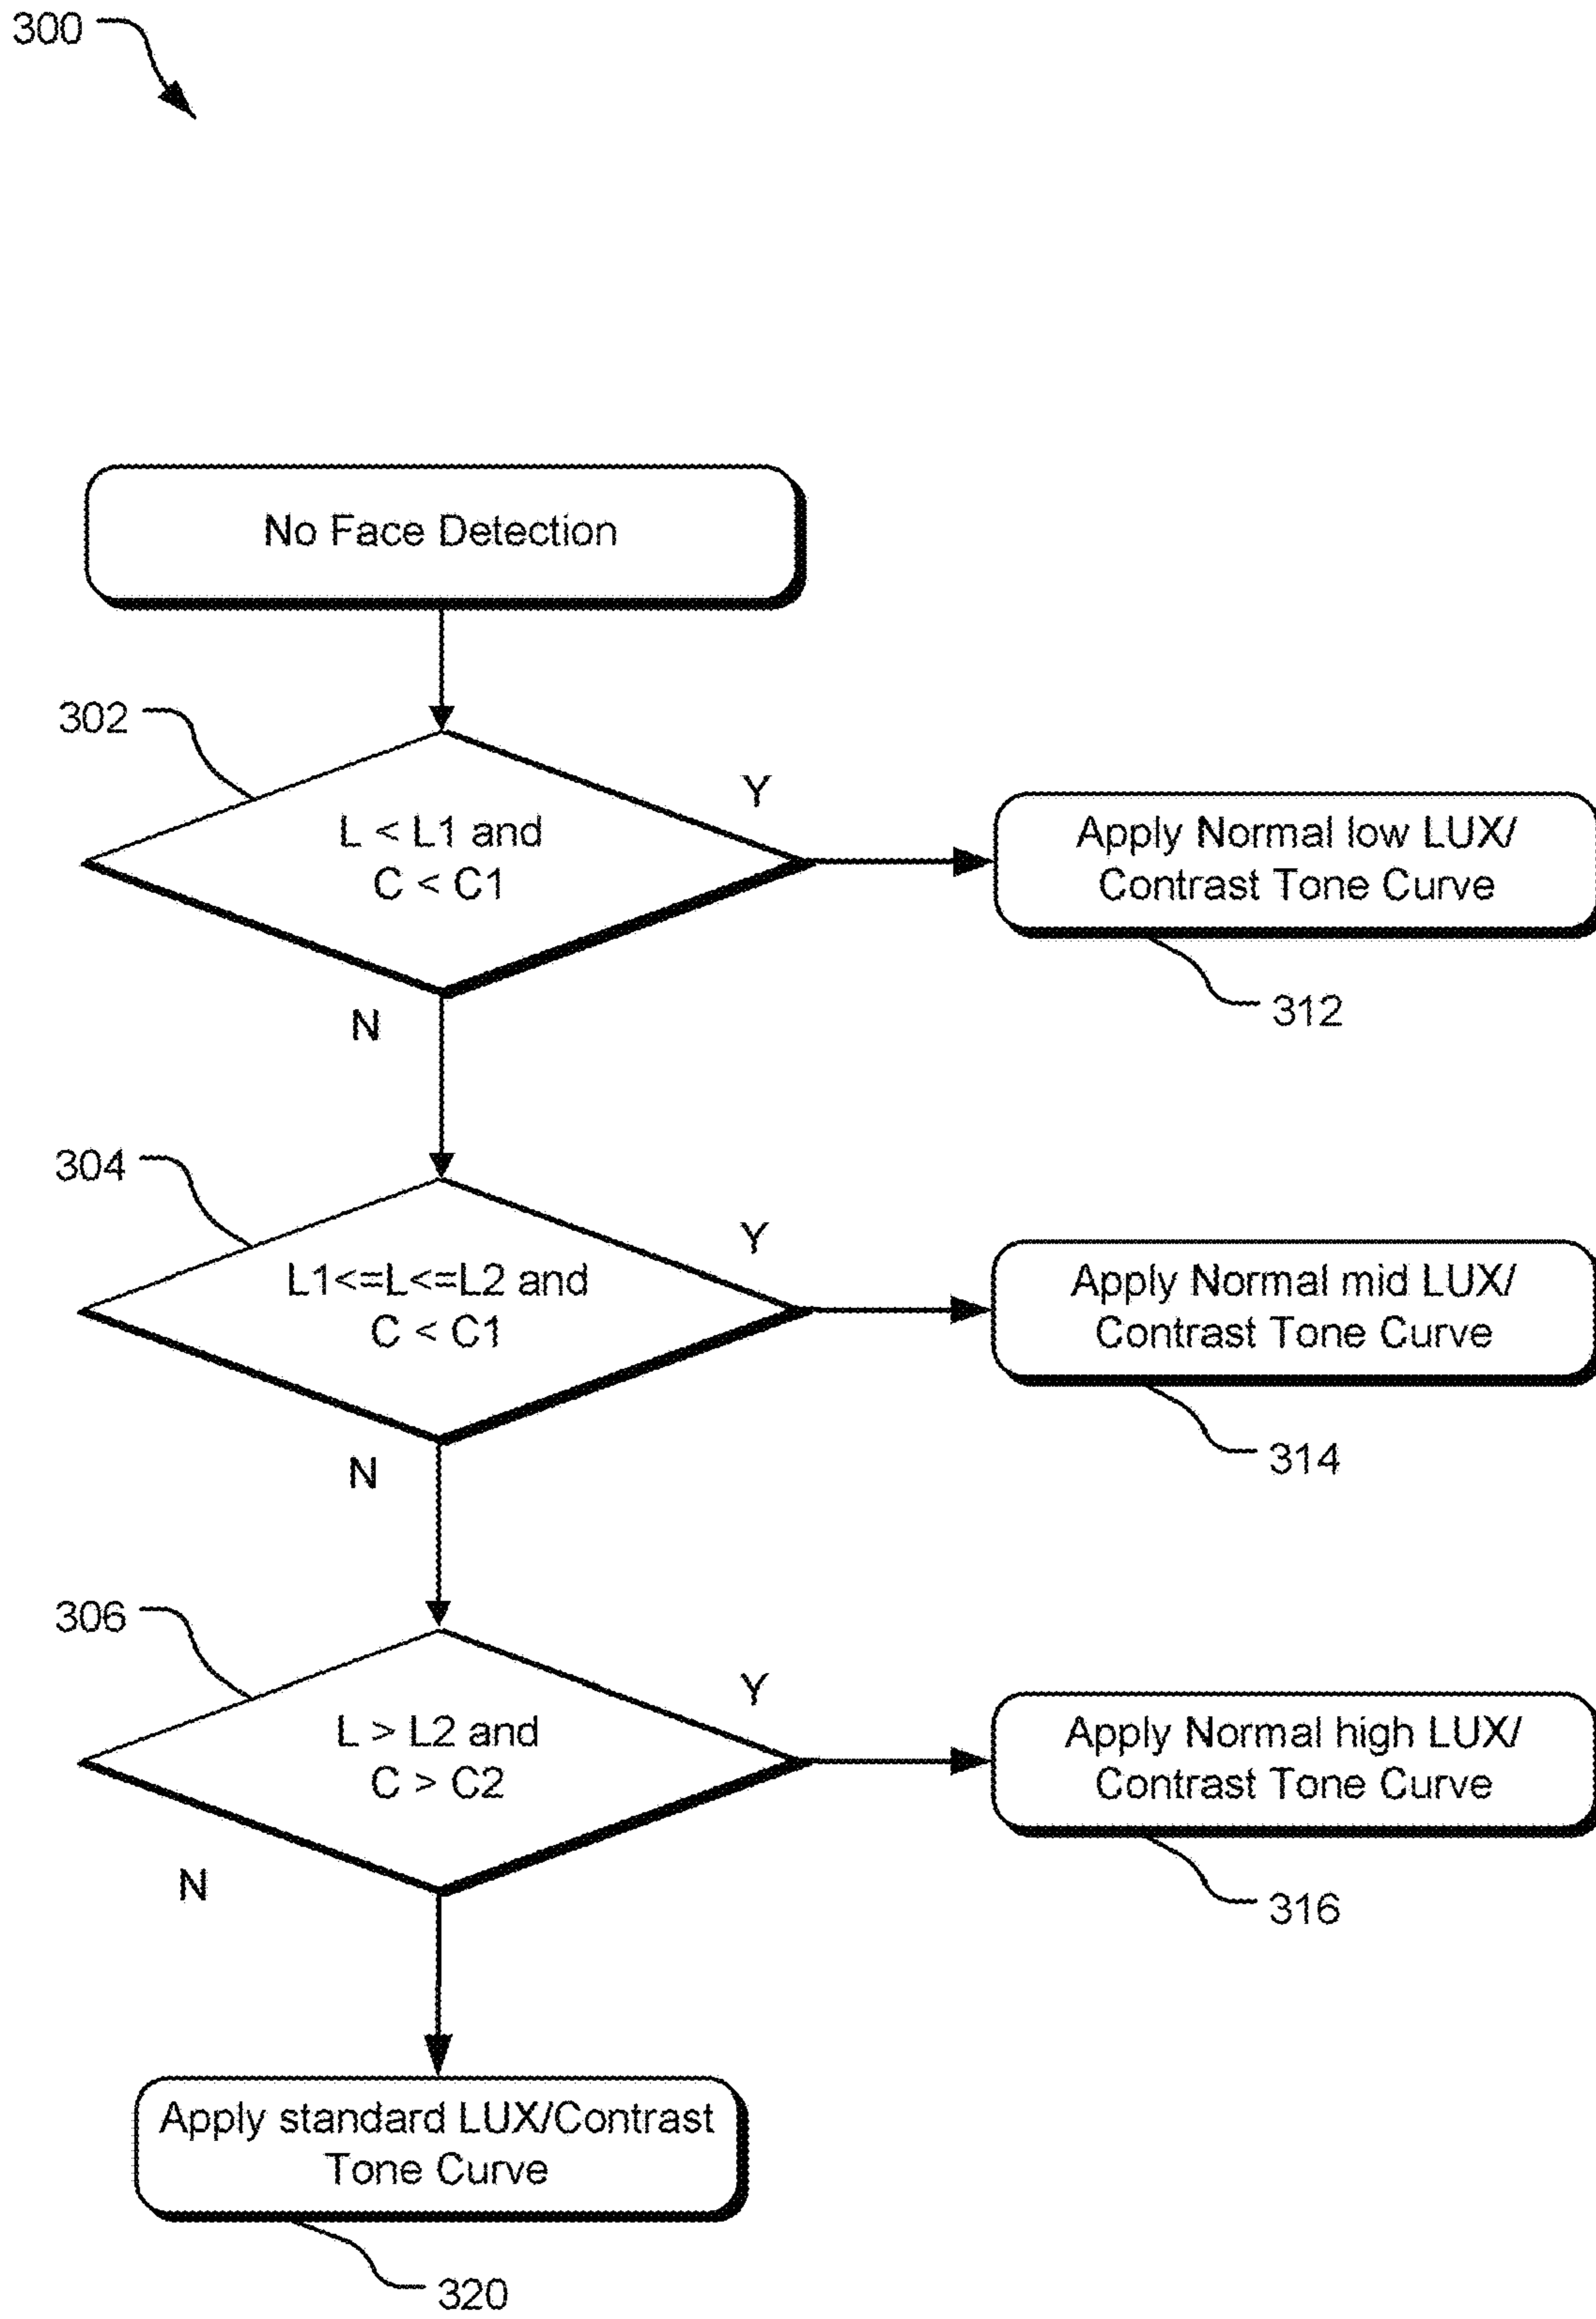 300
No Face Detection
302
L < L1 and
C < C1
Y
Apply Normal low LUX/
Contrast Tone Curve
312
N
304
L1<=L<=L2 and
C < C1
Y
Apply Normal mid LUX/
Contrast Tone Curve
314
N
306
L > L2 and
C > C2
Y
Apply Normal high LUX/
Contrast Tone Curve
316
N
Apply standard LUX/Contrast
Tone Curve
320